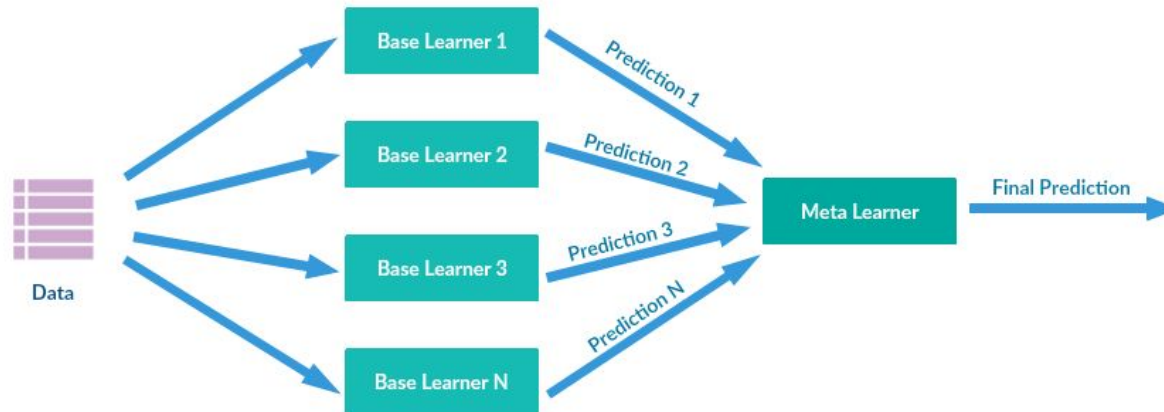 Base Learner 1
Prediction 1
Base Learner 2
Prediction 2
Data
Meta Learner
Final Prediction
Base Learner 3
Prediction 3
Base Learner N
Prediction N